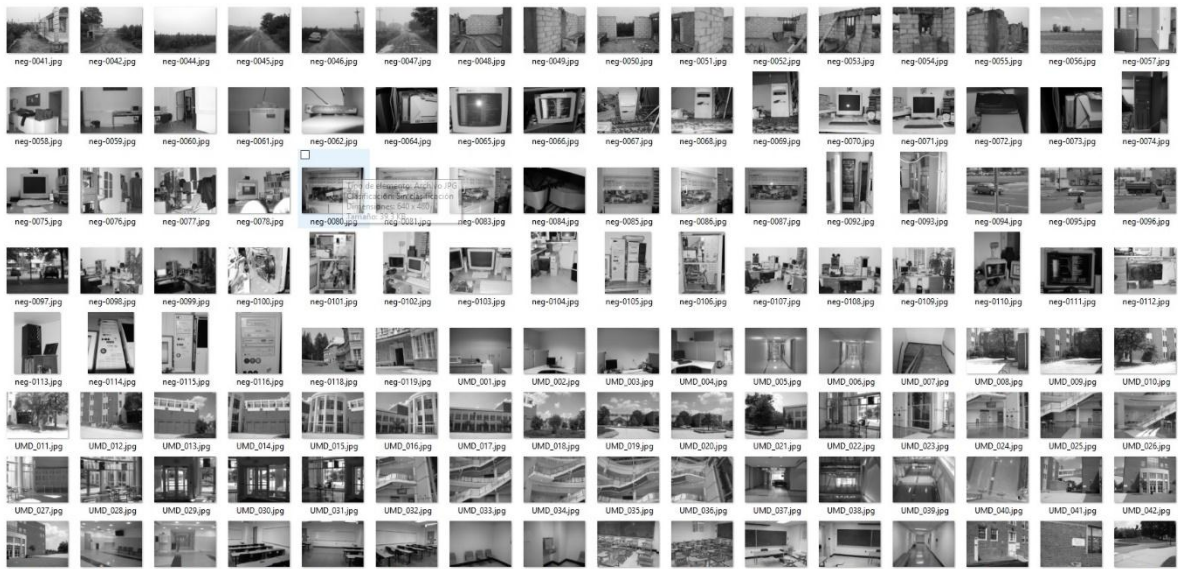 neg-0041.jpg neg-0042.jpg neg-0044.jpg neg-0045.jpg neg-0046.jpg neg-0047.jpg neg-0048.jpg neg-0049.jpg neg-0050.jpg neg-0051.jpg neg-0052.jpg neg-0053.jpg neg-0054.jpg neg-0055.jpg neg-0056.jpg neg-0057.jpg
neg-0058.jpg neg-0059.jpg neg-0060.jpg neg-0061.jpg neg-0062.jpg neg-0064.jpg neg-0065.jpg neg-0066.jpg neg-0067.jpg neg-0068.jpg neg-0069.jpg neg-0070.jpg neg-0071.jpg neg-0072.jpg neg-0073.jpg neg-0074.jpg
Tipo de elemento: Archivo JPG
Clasificación: Sin clasificación
Dimensiones: 640 x 480
Tamaño: 39.3 KB
neg-0075.jpg neg-0076.jpg neg-0077.jpg neg-0078.jpg neg-0080.jpg neg-0081.jpg neg-0083.jpg neg-0084.jpg neg-0085.jpg neg-0086.jpg neg-0087.jpg neg-0092.jpg neg-0093.jpg neg-0094.jpg neg-0095.jpg neg-0096.jpg
neg-0097.jpg neg-0098.jpg neg-0099.jpg neg-0100.jpg neg-0101.jpg neg-0102.jpg neg-0103.jpg neg-0104.jpg neg-0105.jpg neg-0106.jpg neg-0107.jpg neg-0108.jpg neg-0109.jpg neg-0110.jpg neg-0111.jpg neg-0112.jpg
neg-0113.jpg neg-0114.jpg neg-0115.jpg neg-0116.jpg neg-0118.jpg neg-0119.jpg UMD_001.jpg UMD_002.jpg UMD_003.jpg UMD_004.jpg UMD_005.jpg UMD_006.jpg UMD_007.jpg UMD_008.jpg UMD_009.jpg UMD_010.jpg
UMD_011.jpg UMD_012.jpg UMD_013.jpg UMD_014.jpg UMD_015.jpg UMD_016.jpg UMD_017.jpg UMD_018.jpg UMD_019.jpg UMD_020.jpg UMD_021.jpg UMD_022.jpg UMD_023.jpg UMD_024.jpg UMD_025.jpg UMD_026.jpg
UMD_027.jpg UMD_028.jpg UMD_029.jpg UMD_030.jpg UMD_031.jpg UMD_032.jpg UMD_033.jpg UMD_034.jpg UMD_035.jpg UMD_036.jpg UMD_037.jpg UMD_038.jpg UMD_039.jpg UMD_040.jpg UMD_041.jpg UMD_042.jpg